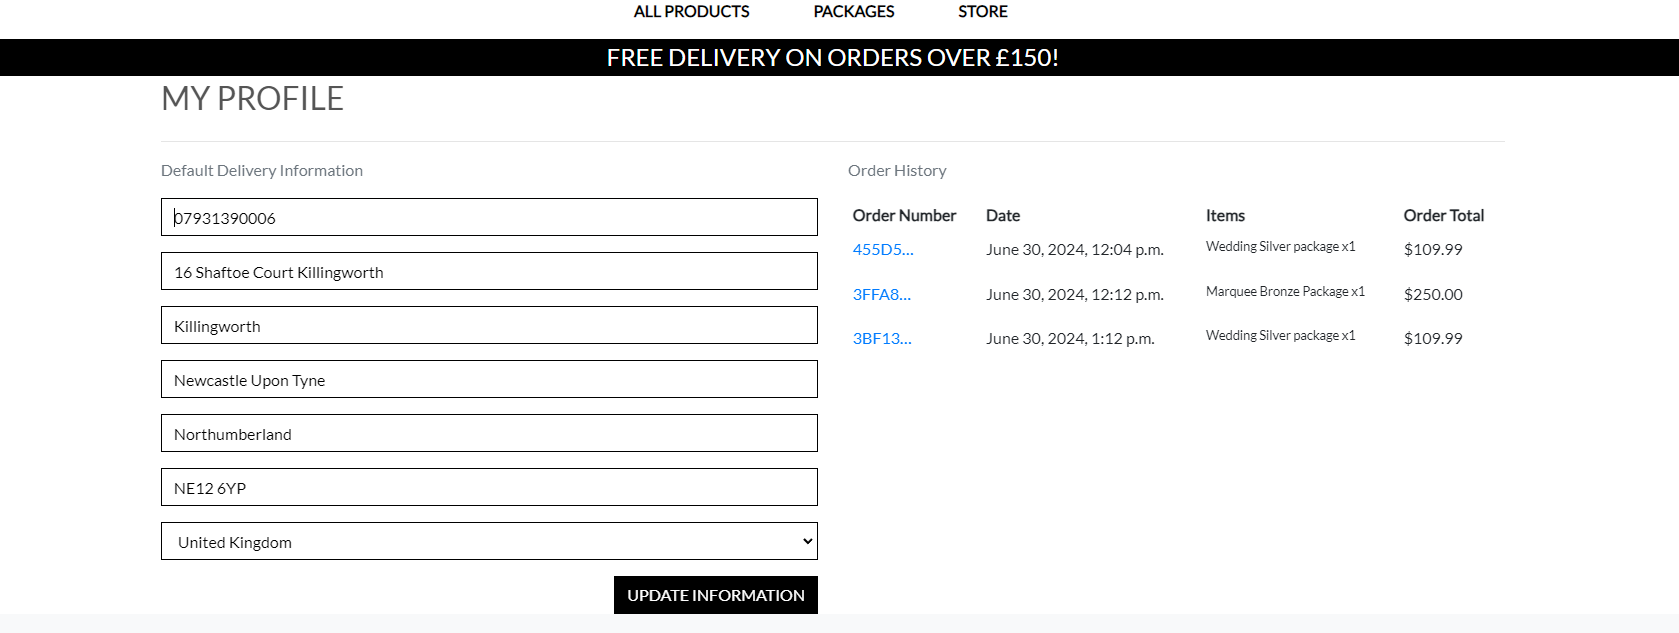 ALL PRODUCTS PACKAGES STORE
FREE DELIVERY ON ORDERS OVER £150!
MY PROFILE
Default Delivery Information
07931390006
16 Shaftoe Court Killingworth
Killingworth
Newcastle Upon Tyne
Northumberland
NE12 6YP
United Kingdom
UPDATE INFORMATION
Order History
Order Number Date Items Order Total
455D5... June 30, 2024, 12:04 p.m. Wedding Silver package x1 $109.99
3FFA8... June 30, 2024, 12:12 p.m. Marquee Bronze Package x1 $250.00
3BF13... June 30, 2024, 1:12 p.m. Wedding Silver package x1 $109.99